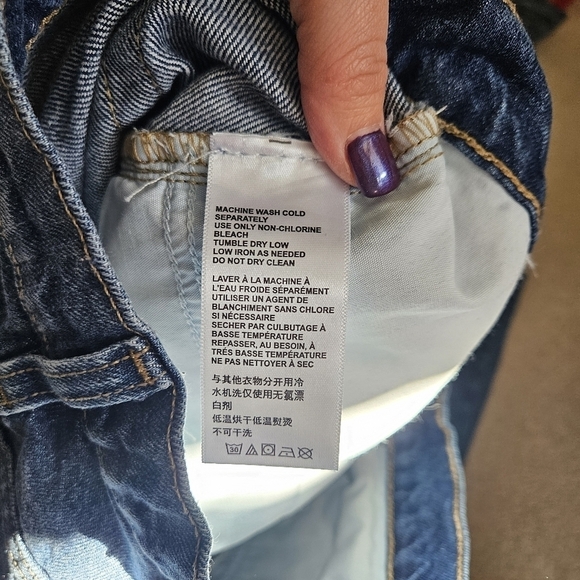 MACHINE WASH COLD
SEPARATELY
USE ONLY NON-CHLORINE
BLEACH
TUMBLE DRY LOW
LOW IRON AS NEEDED
DO NOT DRY CLEAN
LAVER À LA MACHINE À
L'EAU FROIDE SÉPARÉMENT
UTILISER UN AGENT DE
BLANCHIMENT SANS CHLORE
SI NÉCESSAIRE
SECHER PAR CULBUTAGE À
BASSE TEMPÉRATURE
REPASSER, AU BESOIN, À
TRÈS BASSE TEMPÉRATURE
NE PAS NETTOYER À SEC
与其他衣物分开用冷
水机洗仅使用无氯漂
白剂
低温烘干低温熨烫
不可干洗
30